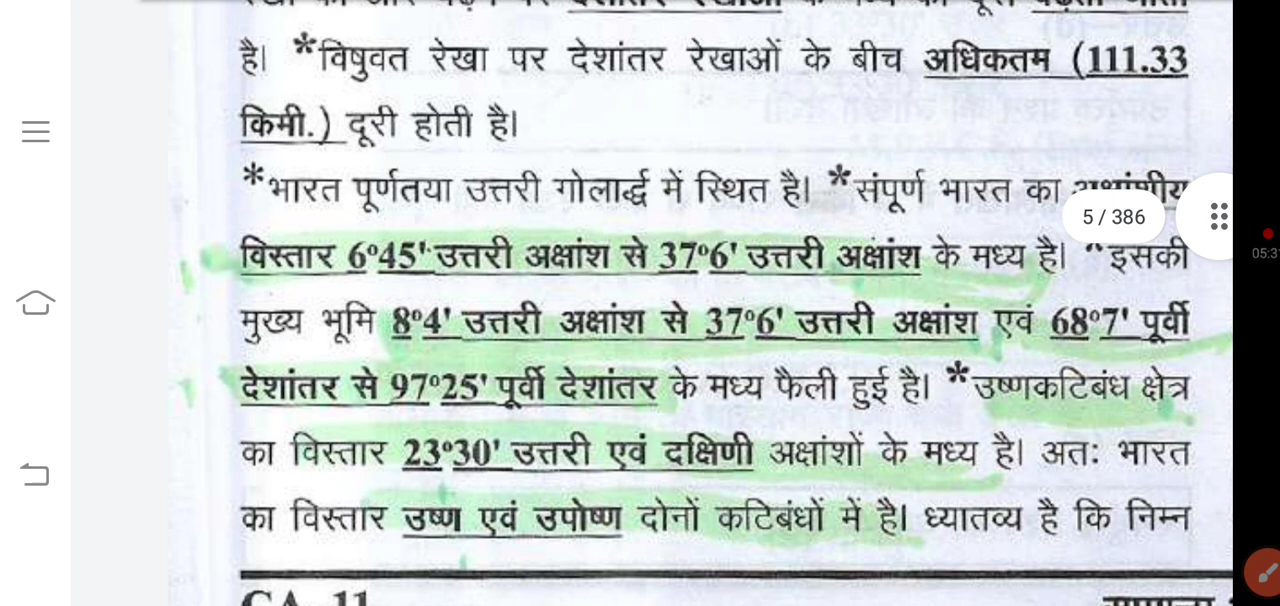 है। *विषुवत रेखा पर देशांतर रेखाओं के बीच अधिकतम (111.33
किमी.) दूरी होती है।
*भारत पूर्णतया उत्तरी गोलार्द्ध में स्थित है। *संपूर्ण भारत का
5 / 386
विस्तार 6°45' उत्तरी अक्षांश से 37°6' उत्तरी अक्षांश के मध्य है। *इसकी
05:3
मुख्य भूमि 8°4' उत्तरी अक्षांश से 37°6' उत्तरी अक्षांश एवं 68°7' पूर्वी
देशांतर से 97°25' पूर्वी देशांतर के मध्य फैली हुई है। *उष्णकटिबंध क्षेत्र
का विस्तार 23°30' उत्तरी एवं दक्षिणी अक्षांशों के मध्य है। अतः भारत
का विस्तार उष्ण एवं उपोष्ण दोनों कटिबंधों में है। ध्यातव्य है कि निम्न